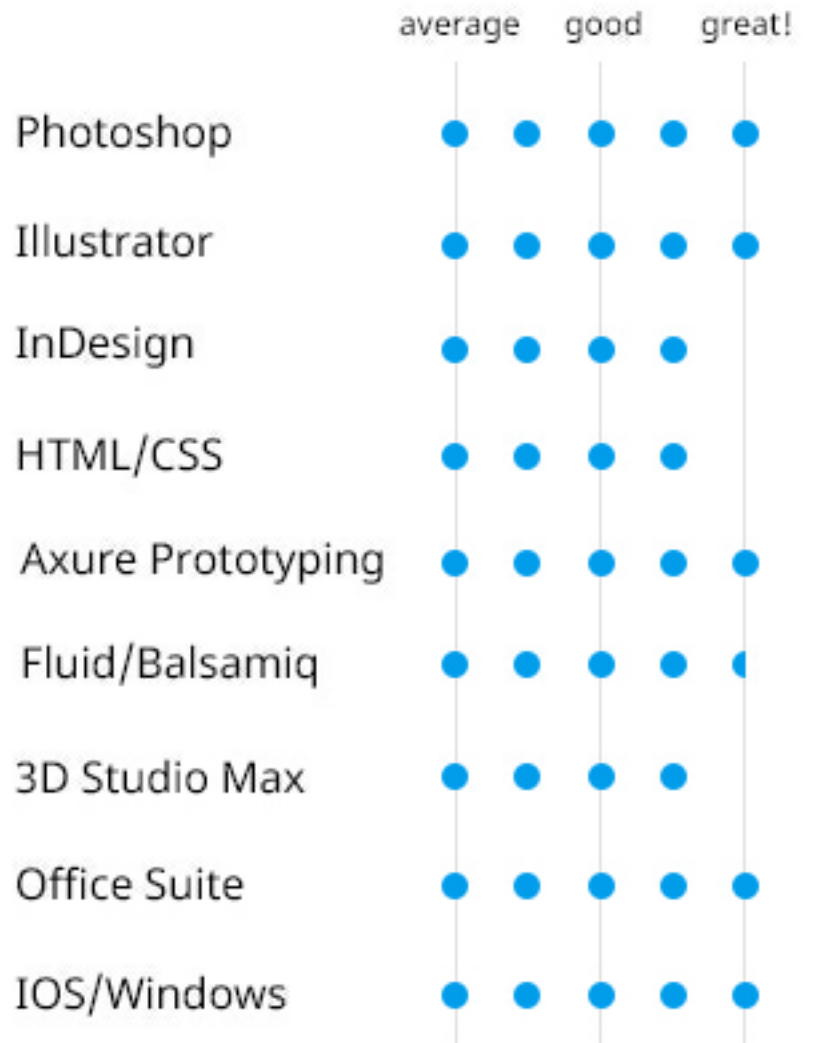 average good great!
Photoshop
Illustrator
InDesign
HTML/CSS
Axure Prototyping
Fluid/Balsamiq
3D Studio Max
Office Suite
IOS/Windows